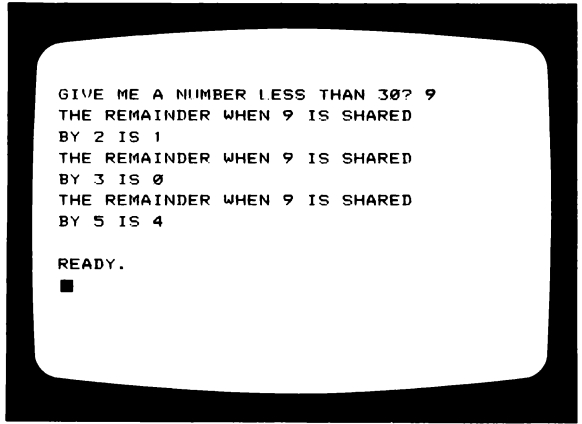 GIVE ME A NUMBER LESS THAN 30? 9
THE REMAINDER WHEN 9 IS SHARED
BY 2 IS 1
THE REMAINDER WHEN 9 IS SHARED
BY 3 IS 0
THE REMAINDER WHEN 9 IS SHARED
BY 5 IS 4
READY.